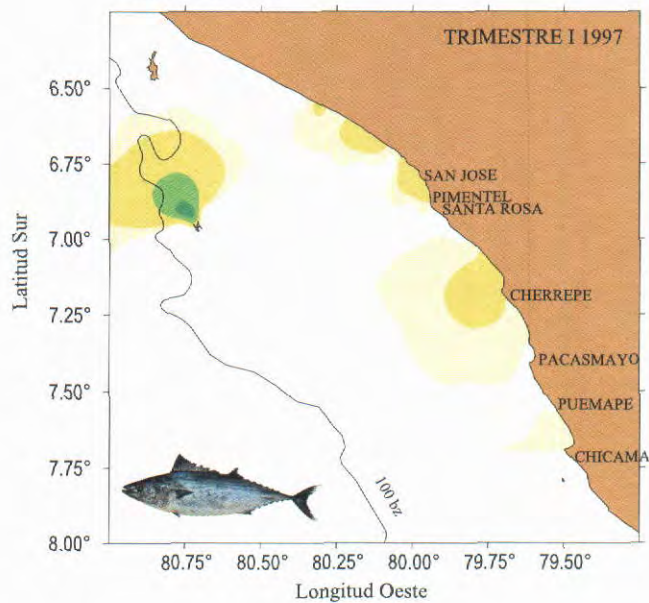 TRIMESTRE I 1997
6.50°
6.75°
7.00°
7.25°
7.50°
7.75°
8.00°
Latitud Sur
SAN JOSE
PIMENTEL
SANTA ROSA
CHERREPE
PACASMAYO
PUEMAPE
CHICAMA
100 bz
80.75°
80.50°
80.25°
80.00°
79.75°
79.50°
Longitud Oeste